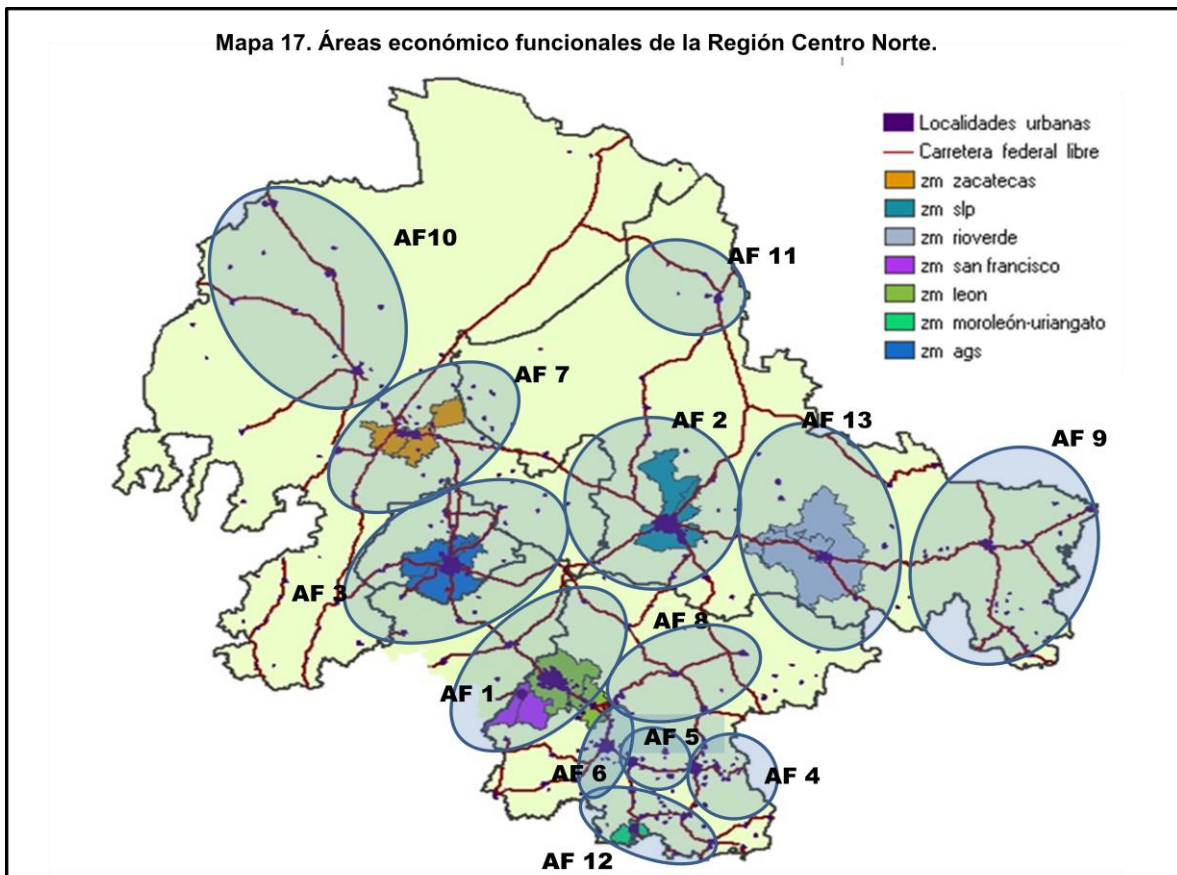 Mapa 17. Áreas económico funcionales de la Región Centro Norte.
Localidades urbanas
Carretera federal libre
zm zacatecas
zm slp
zm rioverde
zm san francisco
zm leon
zm moroleón-uriangato
zm ags
AF10
AF 11
AF 7
AF 2
AF 13
AF 9
AF 3
AF 8
AF 1
AF 5
AF 6
AF 4
AF 12